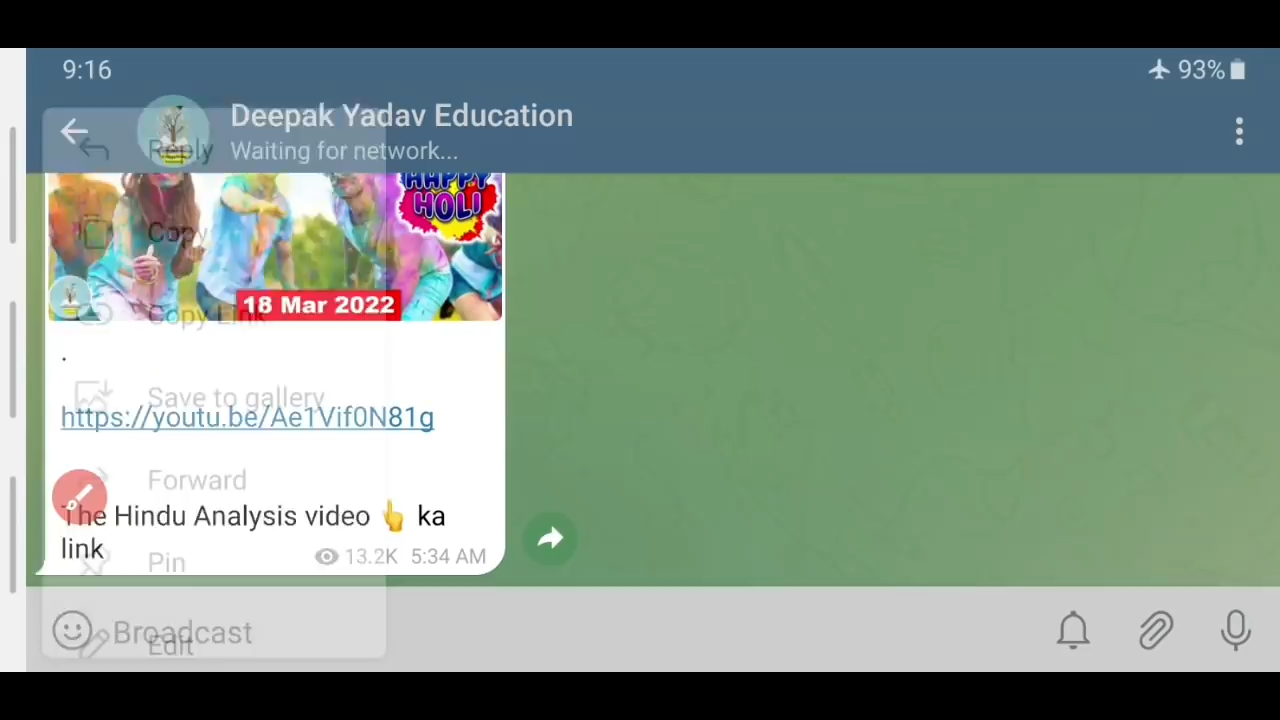 9:16
93%
Deepak Yadav Education
Waiting for network...
Reply
HAPPY
HOLI
Copy
18 Mar 2022
Copy Link
.
Save to gallery
https://youtu.be/Ae1Vif0N81g
Forward
The Hindu Analysis video 👆 ka
link
13.2K 5:34 AM
Pin
Broadcast
Edit